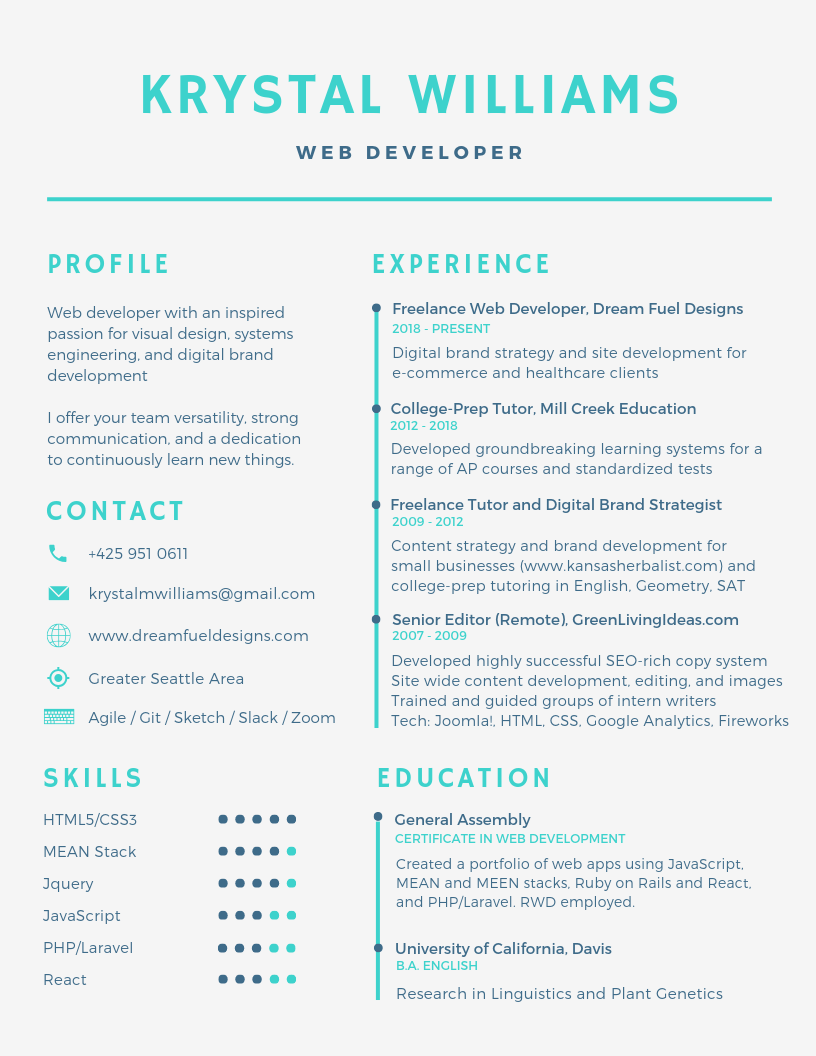 KRYSTAL WILLIAMS
WEB DEVELOPER
PROFILE
Web developer with an inspired
passion for visual design, systems
engineering, and digital brand
development
I offer your team versatility, strong
communication, and a dedication
to continuously learn new things.
CONTACT
+425 951 0611
krystalmwilliams@gmail.com
www.dreamfueldesigns.com
Greater Seattle Area
Agile / Git / Sketch / Slack / Zoom
SKILLS
HTML5/CSS3
MEAN Stack
Jquery
JavaScript
PHP/Laravel
React
EXPERIENCE
Freelance Web Developer, Dream Fuel Designs
2018 - PRESENT
Digital brand strategy and site development for
e-commerce and healthcare clients
College-Prep Tutor, Mill Creek Education
2012 - 2018
Developed groundbreaking learning systems for a
range of AP courses and standardized tests
Freelance Tutor and Digital Brand Strategist
2009 - 2012
Content strategy and brand development for
small businesses (www.kansasherbalist.com) and
college-prep tutoring in English, Geometry, SAT
Senior Editor (Remote), GreenLivingIdeas.com
2007 - 2009
Developed highly successful SEO-rich copy system
Site wide content development, editing, and images
Trained and guided groups of intern writers
Tech: Joomla!, HTML, CSS, Google Analytics, Fireworks
EDUCATION
General Assembly
CERTIFICATE IN WEB DEVELOPMENT
Created a portfolio of web apps using JavaScript,
MEAN and MEEN stacks, Ruby on Rails and React,
and PHP/Laravel. RWD employed.
University of California, Davis
B.A. ENGLISH
Research in Linguistics and Plant Genetics